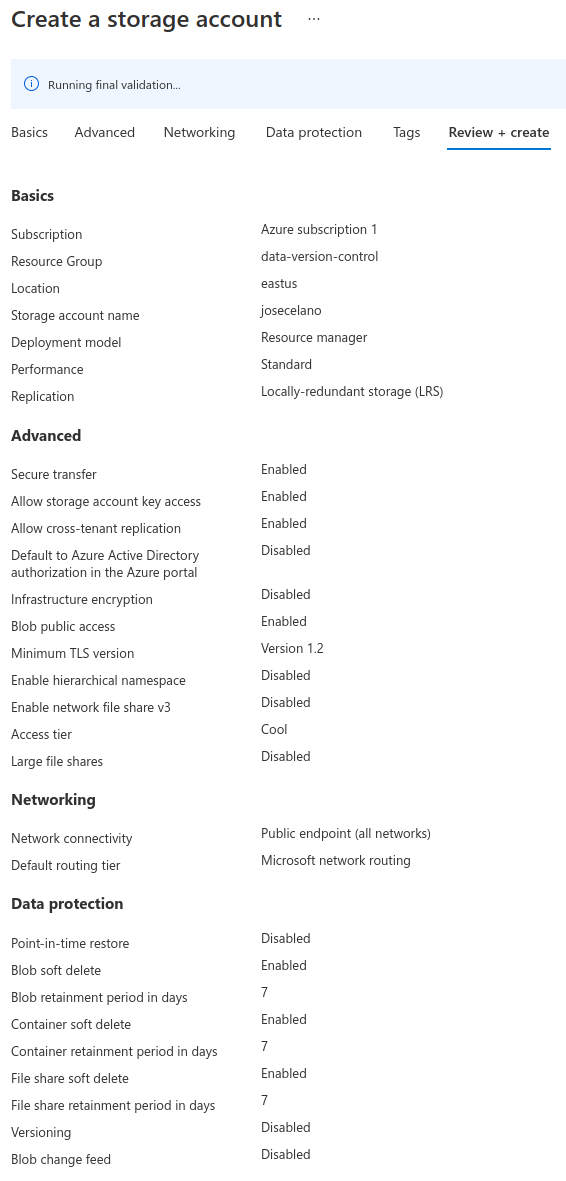 Create a storage account ...
Running final validation...
Basics Advanced Networking Data protection Tags Review + create
Basics
Subscription Azure subscription 1
Resource Group data-version-control
Location eastus
Storage account name josecelano
Deployment model Resource manager
Performance Standard
Replication Locally-redundant storage (LRS)
Advanced
Secure transfer Enabled
Allow storage account key access Enabled
Allow cross-tenant replication Enabled
Default to Azure Active Directory Disabled
authorization in the Azure portal
Infrastructure encryption Disabled
Blob public access Enabled
Minimum TLS version Version 1.2
Enable hierarchical namespace Disabled
Enable network file share v3 Disabled
Access tier Cool
Large file shares Disabled
Networking
Network connectivity Public endpoint (all networks)
Default routing tier Microsoft network routing
Data protection
Point-in-time restore Disabled
Blob soft delete Enabled
Blob retainment period in days 7
Container soft delete Enabled
Container retainment period in days 7
File share soft delete Enabled
File share retainment period in days 7
Versioning Disabled
Blob change feed Disabled